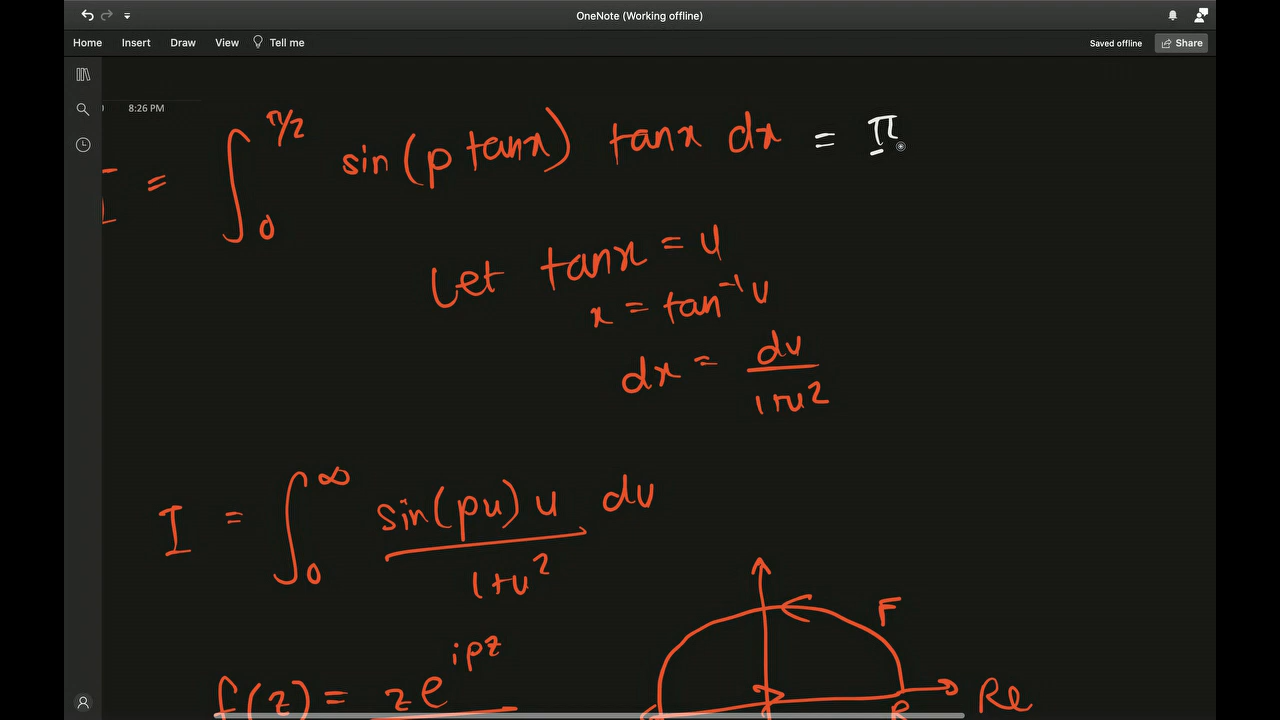 OneNote (Working offline)
Home Insert Draw View Tell me Saved offline Share
8:26 PM
I = ∫₀^{π/2} sin(p tanx) tanx dx = π
Let tanx = u
x = tan⁻¹ u
dx = du/(1+u²)
I = ∫₀^∞ sin(pu) u/(1+u²) du
F
f(z) = z e^{ipz}
R Re